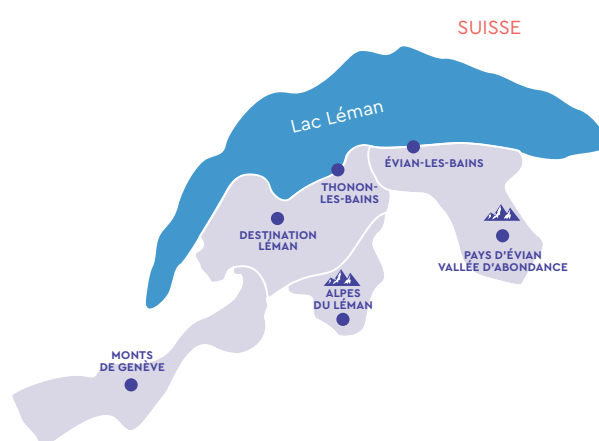 SUISSE
Lac Léman
ÉVIAN-LES-BAINS
THONON-
LES-BAINS
DESTINATION
LÉMAN
PAYS D'ÉVIAN
VALLÉE D'ABONDANCE
ALPES
DU LÉMAN
MONTS
DE GENÈVE